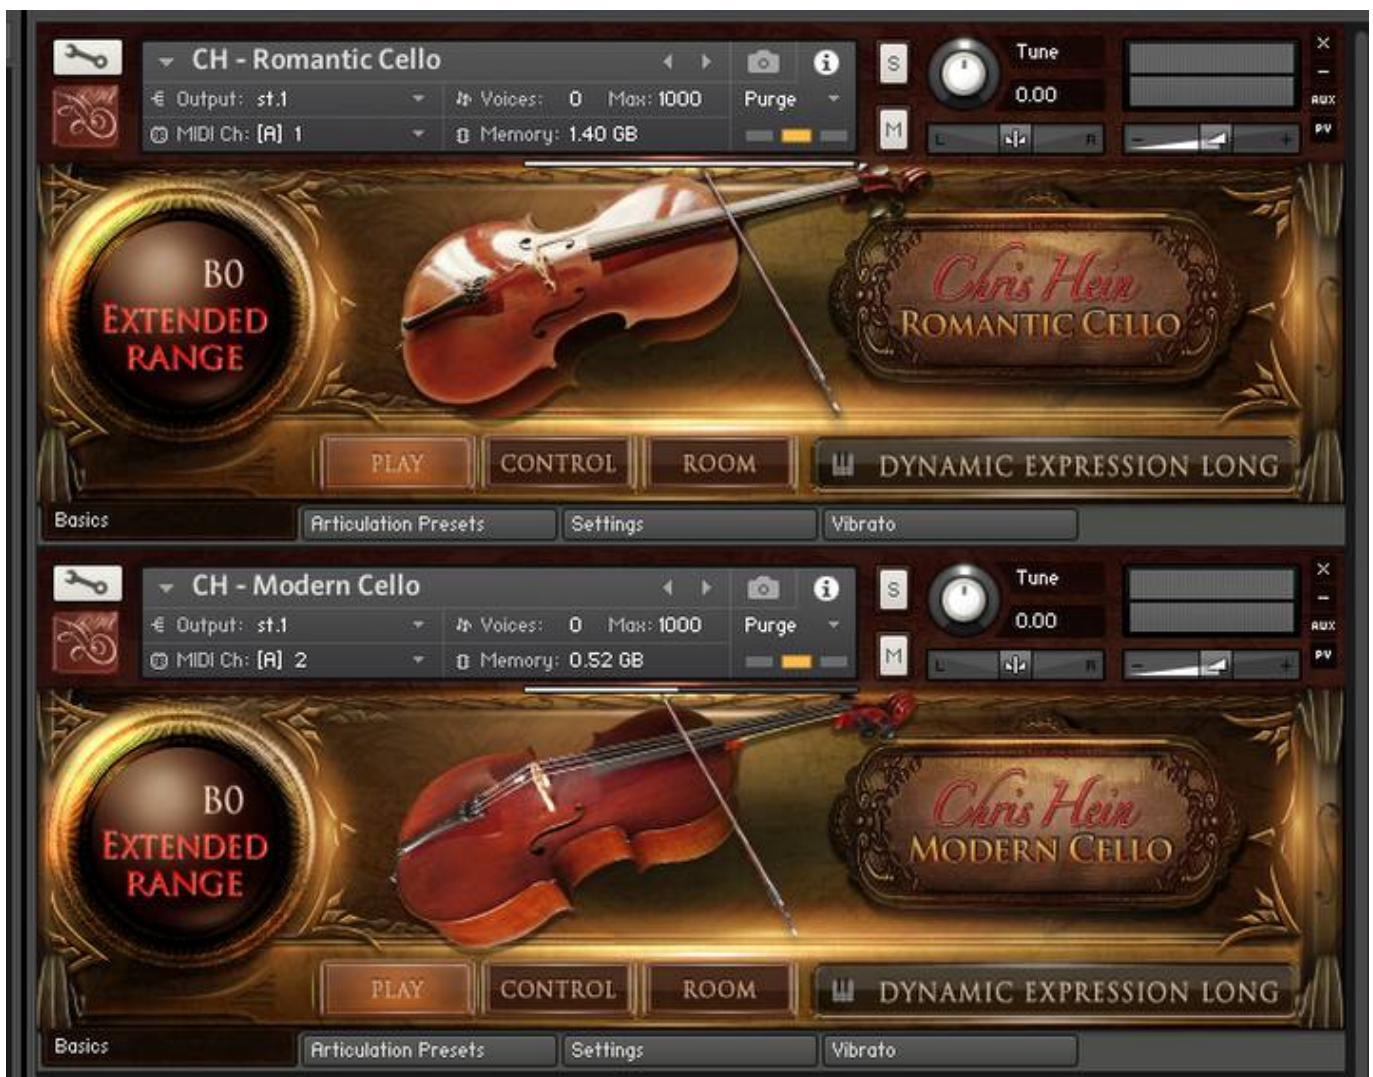 CH - Romantic Cello
Output: st.1 Voices: 0 Max: 1000 Purge
MIDI Ch: [A] 1 Memory: 1.40 GB
S
M
Tune
0.00
L R - +
×
-
AUX
PV
B0
EXTENDED
RANGE
Chris Hein
ROMANTIC CELLO
PLAY CONTROL ROOM DYNAMIC EXPRESSION LONG
Basics Articulation Presets Settings Vibrato
CH - Modern Cello
Output: st.1 Voices: 0 Max: 1000 Purge
MIDI Ch: [A] 2 Memory: 0.52 GB
S
M
Tune
0.00
L R - +
×
-
AUX
PV
B0
EXTENDED
RANGE
Chris Hein
MODERN CELLO
PLAY CONTROL ROOM DYNAMIC EXPRESSION LONG
Basics Articulation Presets Settings Vibrato